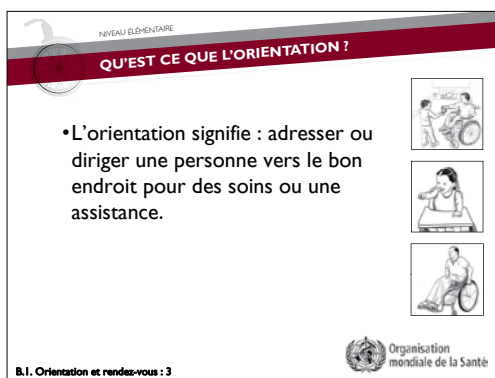 NIVEAU ÉLÉMENTAIRE
QU'EST CE QUE L'ORIENTATION ?
•L'orientation signifie : adresser ou
diriger une personne vers le bon
endroit pour des soins ou une
assistance.
B.1. Orientation et rendez-vous : 3
Organisation
mondiale de la Santé